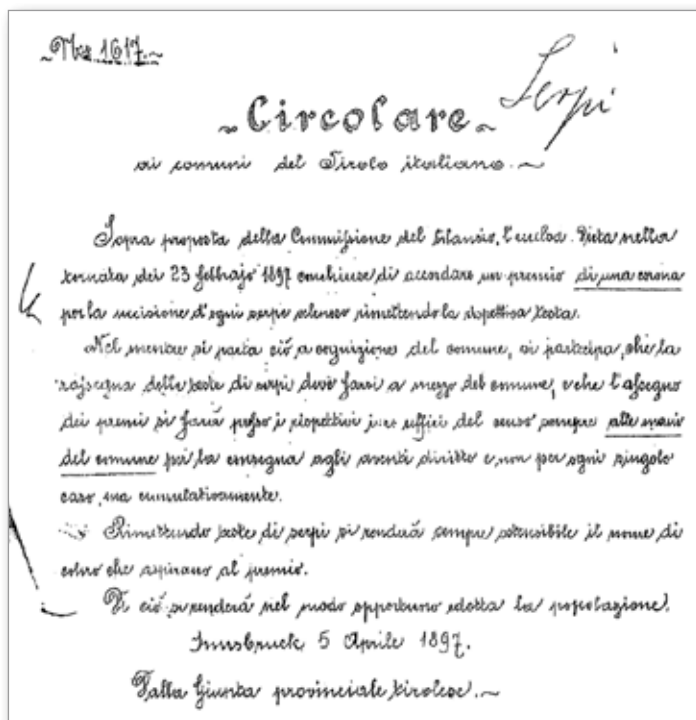 Nro 1617.
Serpi
Circolare
ai comuni del Tirolo italiano.
Sopra proposta della Commissione del bilancio, l'eccelsa Dieta nella
tornata dei 23 febbrajo 1897 conchiuse di accordare un premio di una corona
per la uccisione d'ogni serpe velenoso rimettendo la rispettiva testa.
Nel mentre si porta ciò a cognizione del comune, si partecipa, che la
rassegna delle teste di serpi deve farsi a mezzo del comune, e che l'assegno
dei premi si farà presso i rispettivi uffici del censo sempre alle mani
del comune per la consegna agli aventi diritto e non per ogni singolo
caso, ma cumulativamente.
Rimettendo teste di serpi si renderà sempre ostensibile il nome di
coloro che aspirano al premio.
Di ciò si renderà nel modo opportuno edotta la popolazione.
Innsbruck 5 Aprile 1897.
Dalla Giunta provinciale tirolese.